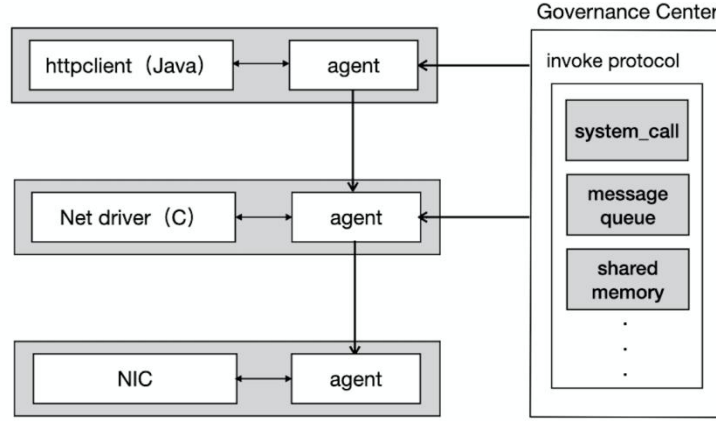 Governance Center
httpclient（Java）
agent
invoke protocol
system_call
message
queue
Net driver（C）
agent
shared
memory
.
.
.
NIC
agent